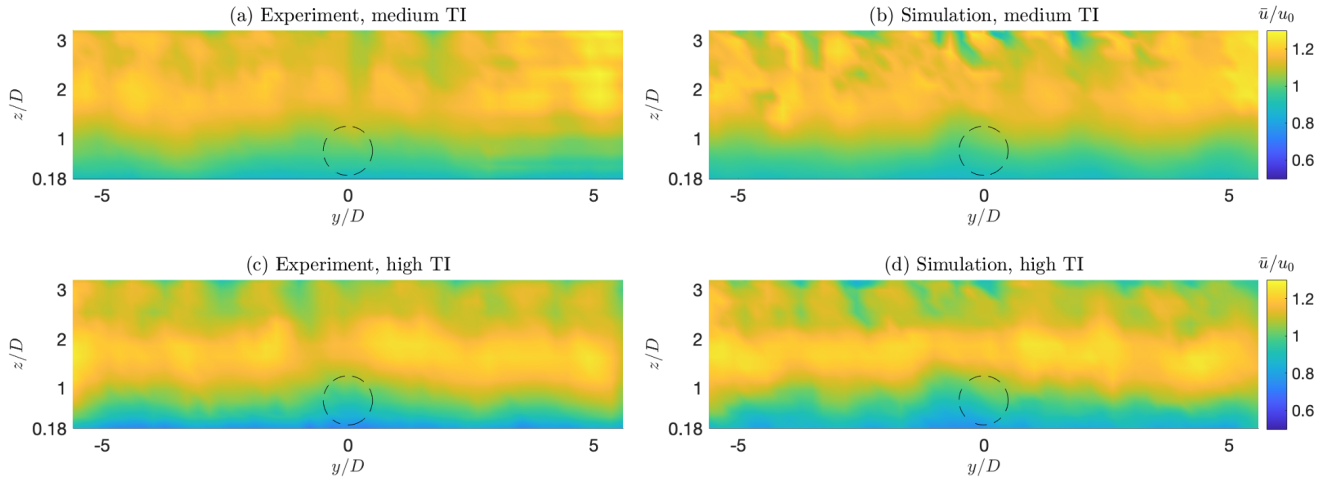 (a) Experiment, medium TI
(b) Simulation, medium TI
ū/u₀
3
2
1
0.18
z/D
-5
0
5
y/D
3
2
1
0.18
z/D
-5
0
5
y/D
1.2
1
0.8
0.6
(c) Experiment, high TI
(d) Simulation, high TI
ū/u₀
3
2
1
0.18
z/D
-5
0
5
y/D
3
2
1
0.18
z/D
-5
0
5
y/D
1.2
1
0.8
0.6